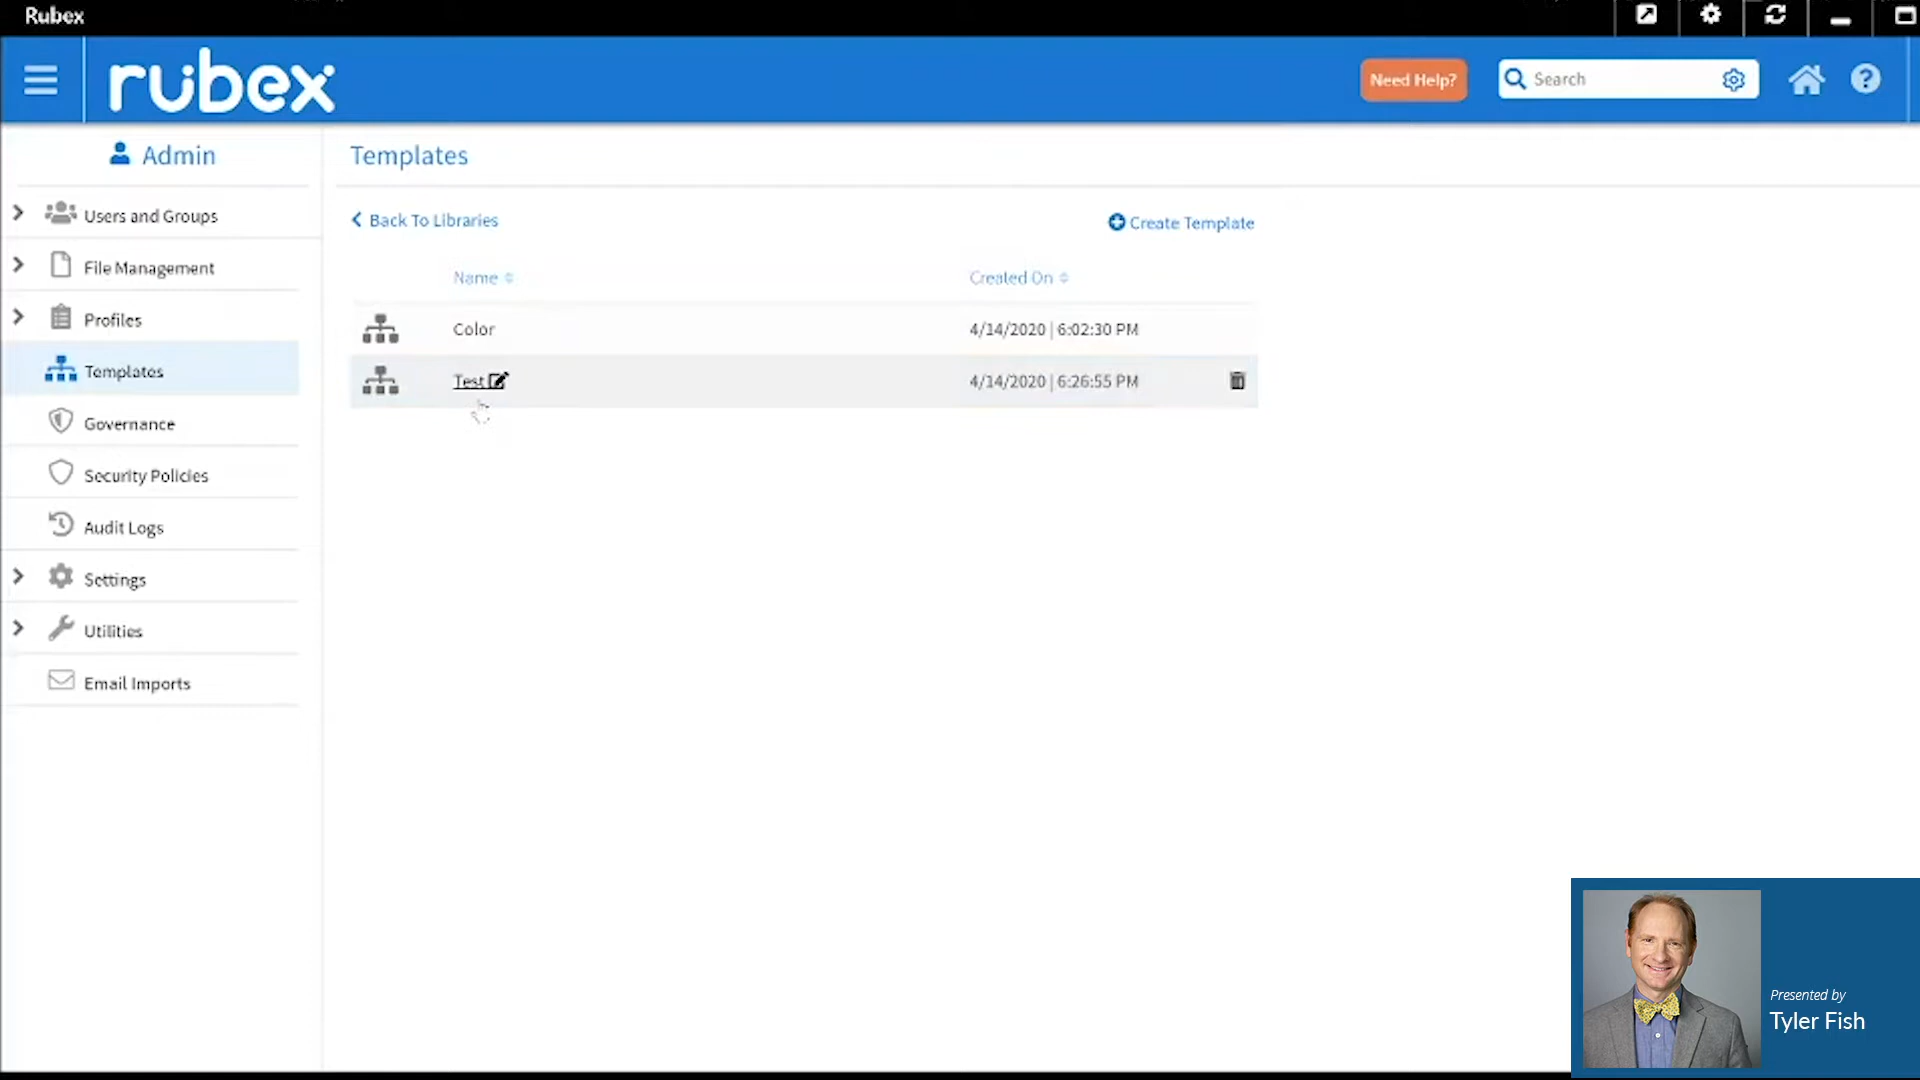 Rubex
rubex
Need Help?
Search
Admin
Users and Groups
File Management
Profiles
Templates
Governance
Security Policies
Audit Logs
Settings
Utilities
Email Imports
Templates
Back To Libraries
Create Template
Name
Created On
Color
4/14/2020 | 6:02:30 PM
Test
4/14/2020 | 6:26:55 PM
Presented by
Tyler Fish